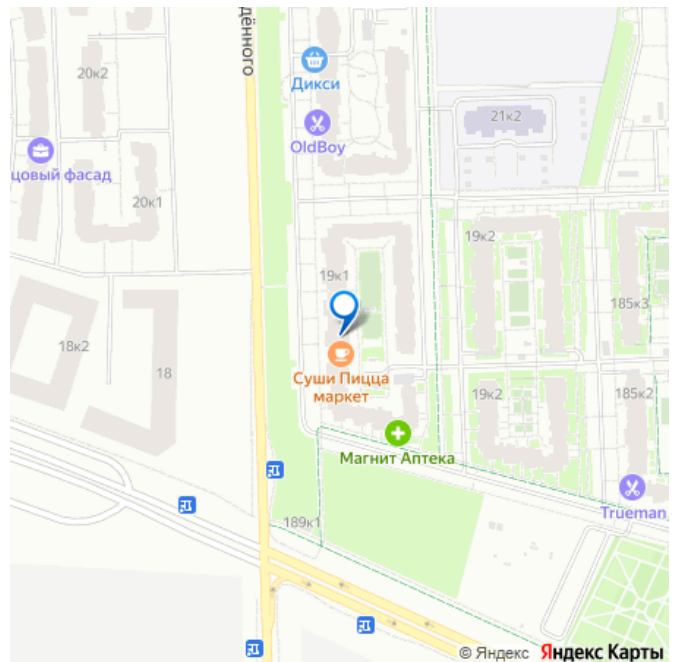 дённого
20к2
Дикси
OldBoy
21к2
цовый фасад
20к1
19к2
19к1
185к3
18к2
18
Суши Пицца
маркет
19к2
185к2
Магнит Аптека
Trueman
189к1
© Яндекс Яндекс Карты